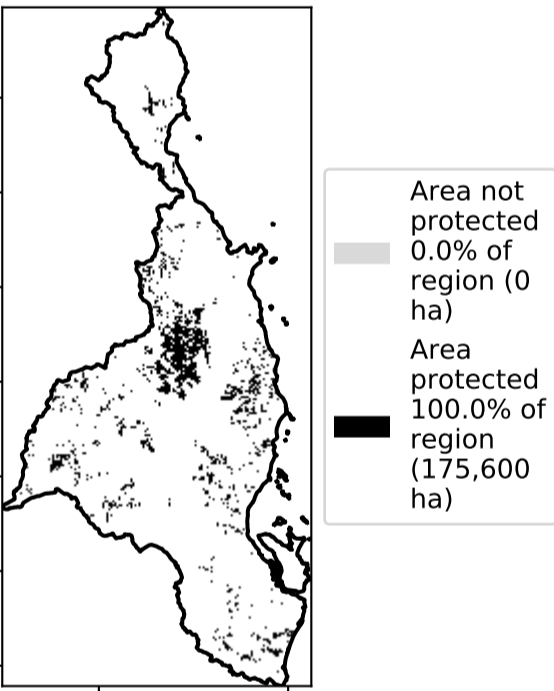 Area not
protected
0.0% of
region (0
ha)
Area
protected
100.0% of
region
(175,600
ha)